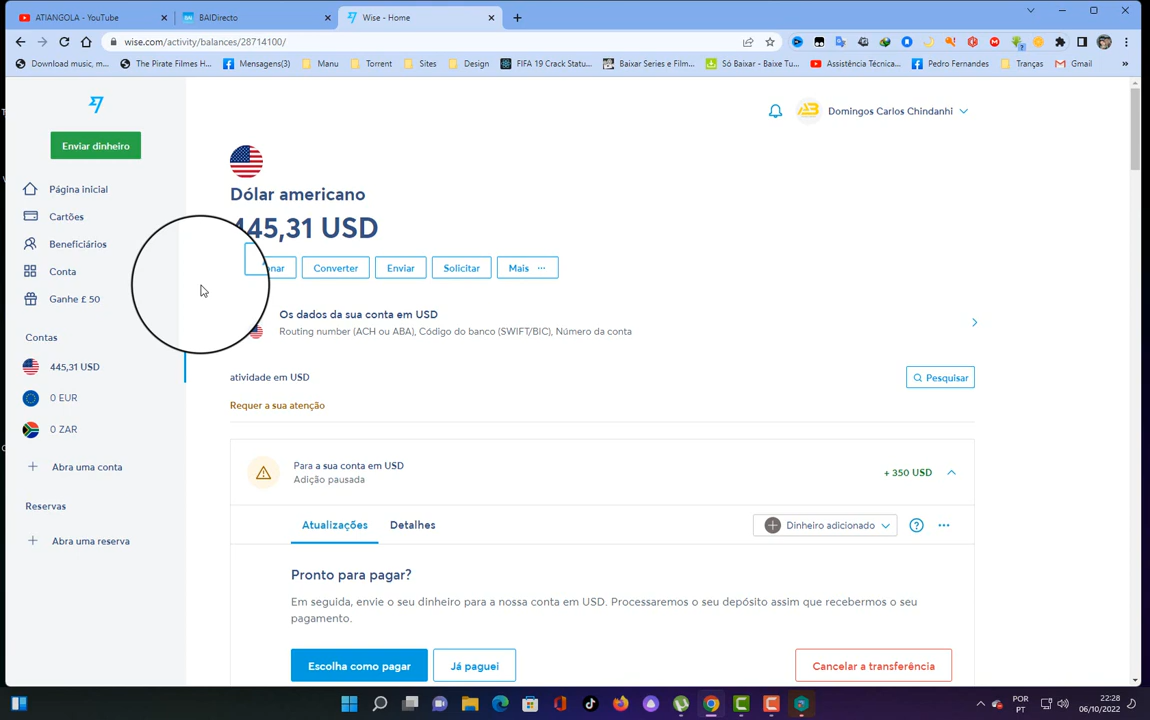 ATIANGOLA - YouTube
BAIDirecto
Wise - Home
wise.com/activity/balances/28714100/
Download music, m...
The Pirate Filmes H...
Mensagens(3)
Manu
Torrent
Sites
Design
FIFA 19 Crack Statu...
Baixar Series e Film...
Só Baixar - Baixe Tu...
Assistência Técnica...
Pedro Fernandes
Tranças
Gmail
»
Enviar dinheiro
Página inicial
Cartões
Beneficiários
Conta
Ganhe £ 50
Contas
445,31 USD
0 EUR
0 ZAR
Abra uma conta
Reservas
Abra uma reserva
Domingos Carlos Chindanhi
Dólar americano
445,31 USD
Converter
Enviar
Solicitar
Mais ···
Os dados da sua conta em USD
Routing number (ACH ou ABA), Código do banco (SWIFT/BIC), Número da conta
atividade em USD
Pesquisar
Requer a sua atenção
Para a sua conta em USD
+ 350 USD
Adição pausada
Atualizações
Detalhes
Dinheiro adicionado
Pronto para pagar?
Em seguida, envie o seu dinheiro para a nossa conta em USD. Processaremos o seu depósito assim que recebermos o seu
pagamento.
Escolha como pagar
Já paguei
Cancelar a transferência
POR
PT
22:28
06/10/2022